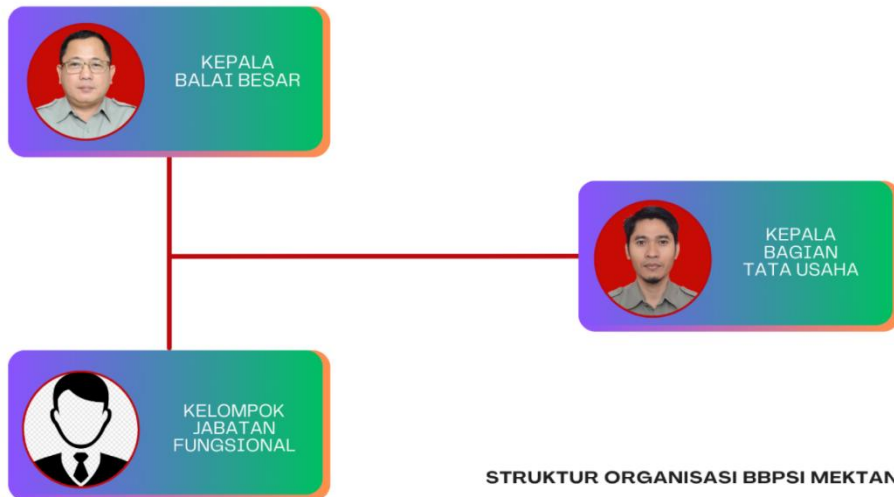 KEPALA
BALAI BESAR
KEPALA
BAGIAN
TATA USAHA
KELOMPOK
JABATAN
FUNGSIONAL
STRUKTUR ORGANISASI BBPSI MEKTAN